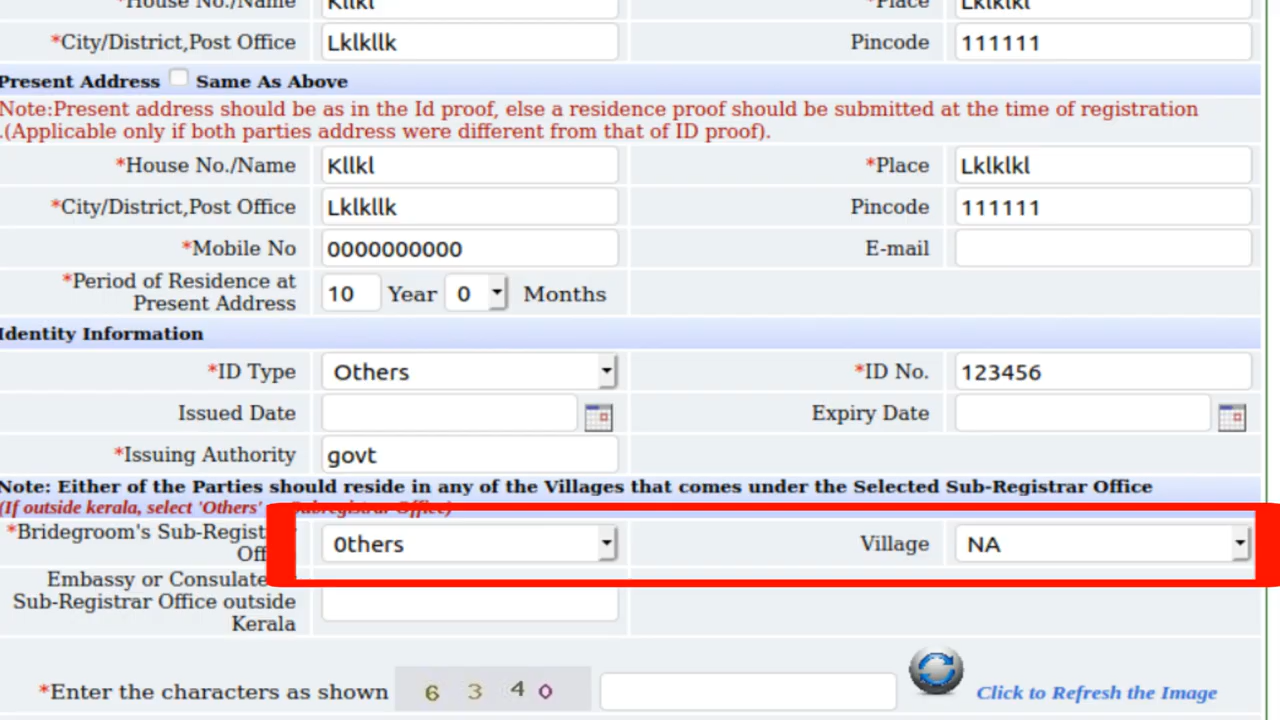 *House No./Name Kllkl *Place Lklklkl
*City/District,Post Office Lklkllk Pincode 111111
Present Address Same As Above
Note:Present address should be as in the Id proof, else a residence proof should be submitted at the time of registration
.(Applicable only if both parties address were different from that of ID proof).
*House No./Name Kllkl *Place Lklklkl
*City/District,Post Office Lklkllk Pincode 111111
*Mobile No 0000000000 E-mail
*Period of Residence at
Present Address 10 Year 0 Months
Identity Information
*ID Type Others *ID No. 123456
Issued Date Expiry Date
*Issuing Authority govt
Note: Either of the Parties should reside in any of the Villages that comes under the Selected Sub-Registrar Office
(If outside kerala, select 'Others' Subregistrar Office)
*Bridegroom's Sub-Registrar
Office 0thers Village NA
Embassy or Consulate
Sub-Registrar Office outside
Kerala
*Enter the characters as shown 6 3 4 0 Click to Refresh the Image